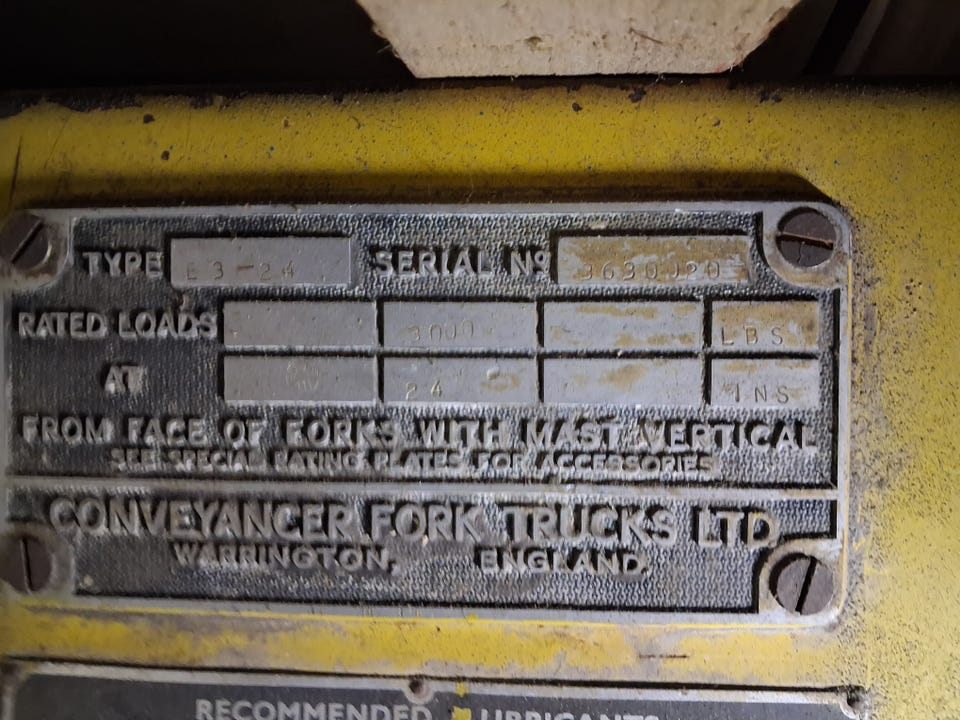 TYPE E3-24 SERIAL Nº
RATED LOADS 3000 LBS
AT 24 INS
FROM FACE OF FORKS WITH MAST VERTICAL
SEE SPECIAL RATING PLATES FOR ACCESSORIES
CONVEYANCER FORK TRUCKS LTD
WARRINGTON, ENGLAND.
RECOMMENDED LUBRICANTS